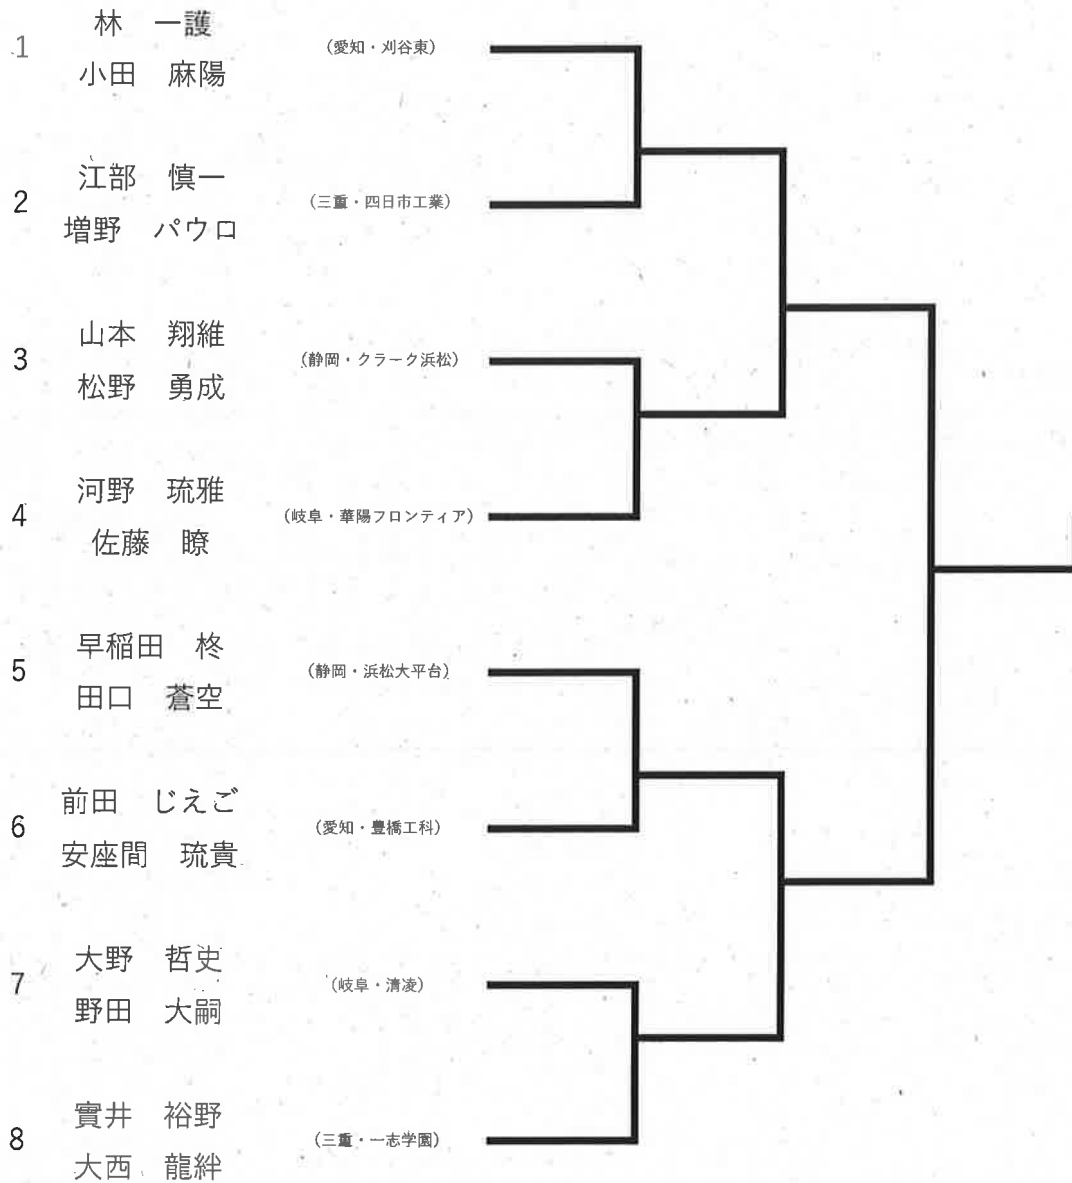 林 一護
1 (愛知・刈谷東)
小田 麻陽
江部 慎一
2 (三重・四日市工業)
増野 パウロ
山本 翔維
3 (静岡・クラーク浜松)
松野 勇成
河野 琉雅
4 (岐阜・華陽フロンティア)
佐藤 瞭
早稲田 柊
5 (静岡・浜松大平台)
田口 蒼空
前田 じえご
6 (愛知・豊橋工科)
安座間 琉貴
大野 哲史
7 (岐阜・清凌)
野田 大嗣
實井 裕野
8 (三重・一志学園)
大西 龍絆